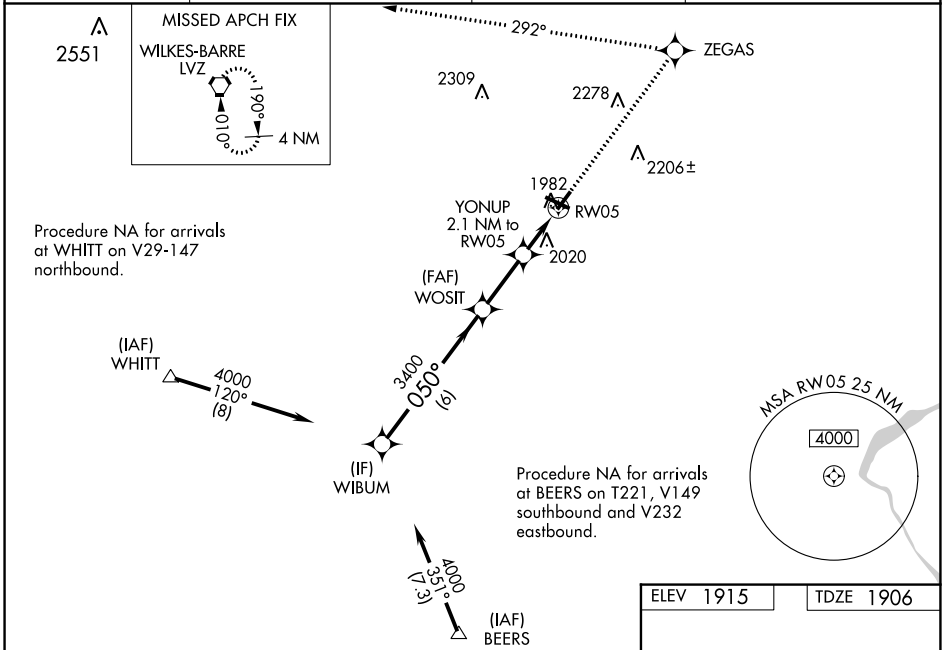 2551
MISSED APCH FIX
WILKES-BARRE
LVZ
190°
010°
4 NM
292°
ZEGAS
2309
2278
2206±
1982
RW05
YONUP
2.1 NM to
RW05
2020
Procedure NA for arrivals
at WHITT on V29-147
northbound.
(FAF)
WOSIT
(IAF)
WHITT
4000
120°
(8)
3400
050°
(6)
(IF)
WIBUM
MSA RW05 25 NM
4000
Procedure NA for arrivals
at BEERS on T221, V149
southbound and V232
eastbound.
4000
351°
(7.3)
(IAF)
BEERS
ELEV 1915
TDZE 1906